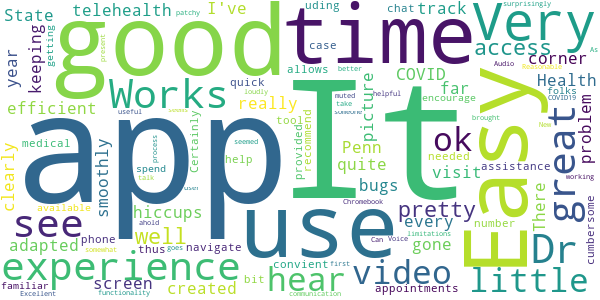 State telehealth patchy I've uding chat track surprisingly
keeping good time Very
getting case access As
year Works allows COVID far corner
efficient really quick picture encourage Audio Health folks
better COVID19
present loudly muted tool take helpful brought
medical app It Easy great problem
clearly smoothly Certainly Provided recommend ok needed New
useful process spend help Penn quite visit assistance
available talk user seemed
see hiccups use bugs There number working
adapted well phone thus navigate pretty every Dr cumbersome
ahold Chromebook Can Voice gone limitations
experience hear video little
familiar screen created bit convient appointments
Excellent somewhat functionality goes communication first